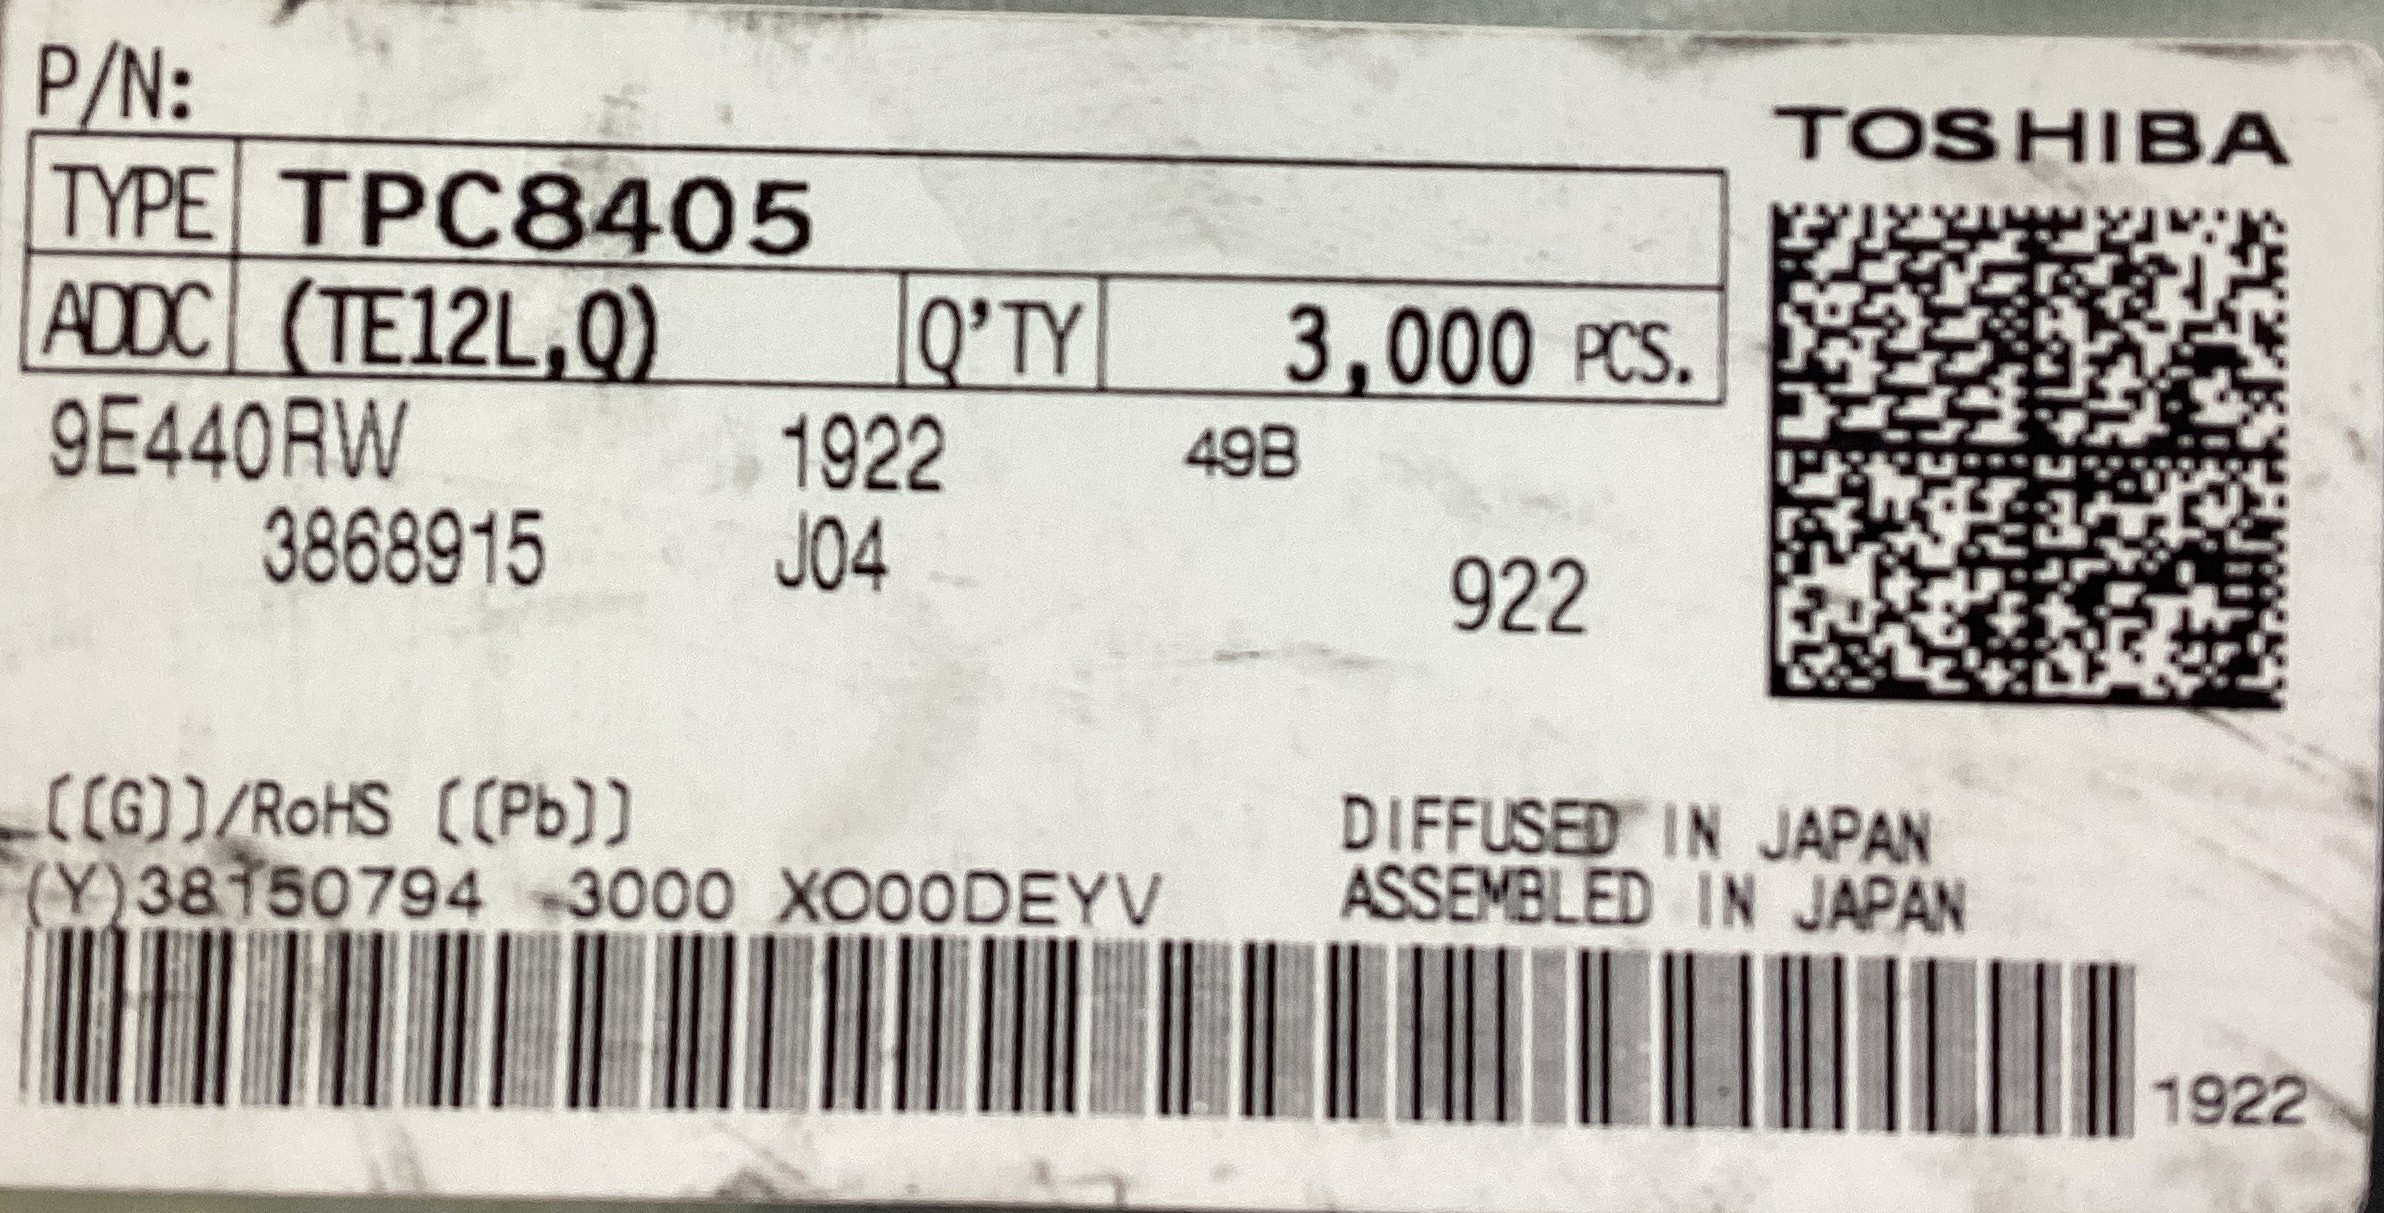 P/N:
TOSHIBA
TYPE TPC8405
ADDC (TE12L,Q) Q'TY 3,000 PCS.
9E440RW 1922 49B
3868915 J04
922
[[G]]/RoHS [[Pb]]
DIFFUSED IN JAPAN
(Y)38150794 -3000 XO00DEYV
ASSEMBLED IN JAPAN
1922